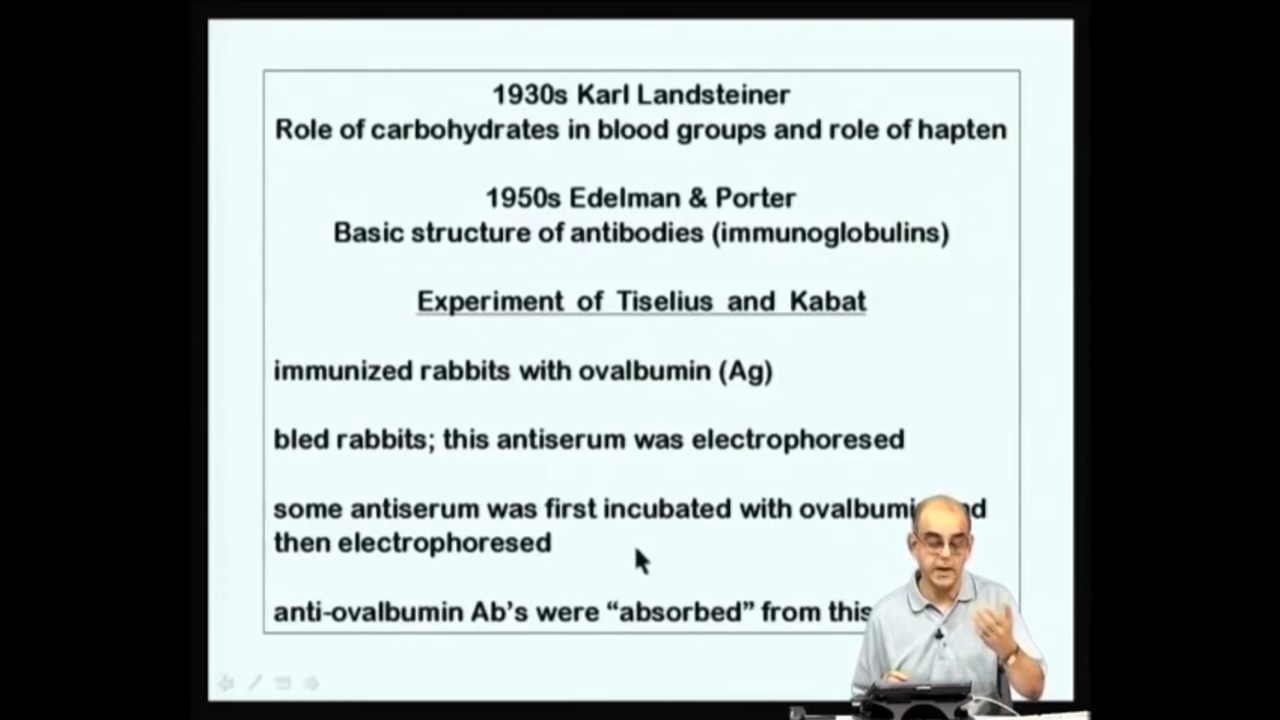 1930s Karl Landsteiner
Role of carbohydrates in blood groups and role of hapten
1950s Edelman & Porter
Basic structure of antibodies (immunoglobulins)
Experiment of Tiselius and Kabat
immunized rabbits with ovalbumin (Ag)
bled rabbits; this antiserum was electrophoresed
some antiserum was first incubated with
then electrophoresed
anti-ovalbumin Ab's were “absorbed” from this